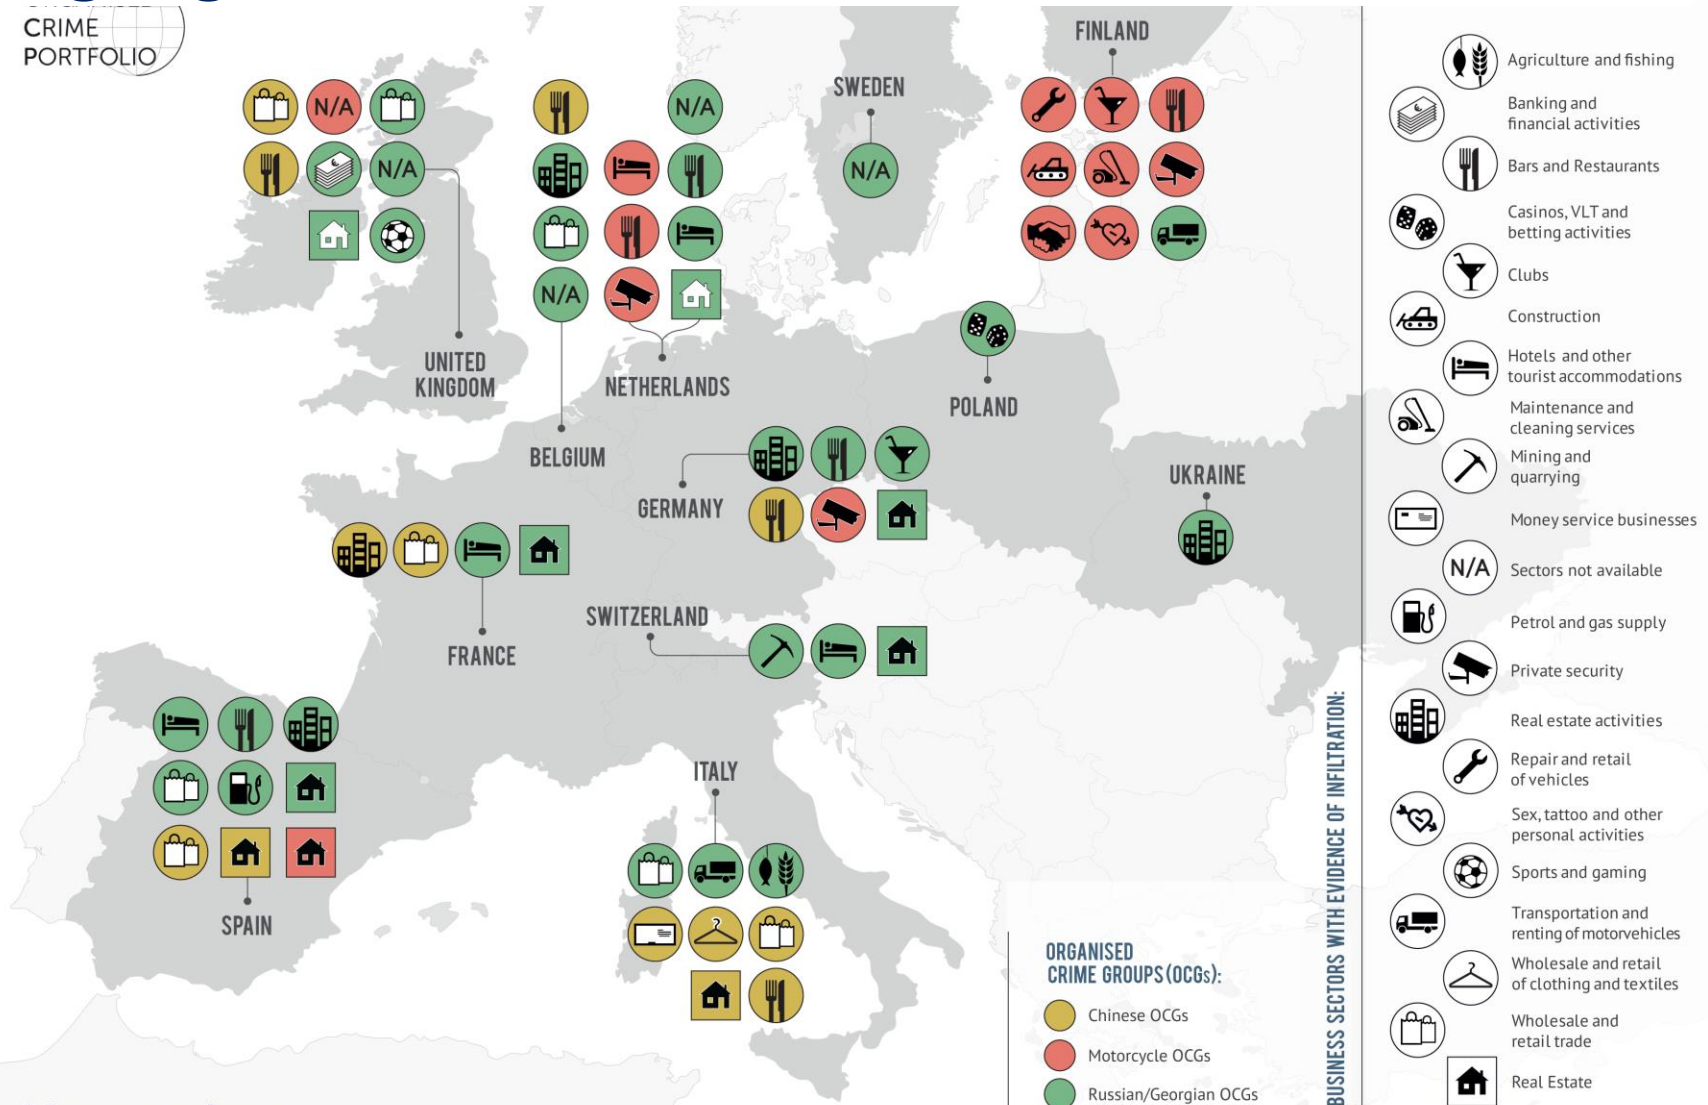 CRIME
PORTFOLIO
N/A
N/A
UNITED
KINGDOM
N/A
N/A
BELGIUM
NETHERLANDS
SWEDEN
N/A
FINLAND
POLAND
GERMANY
UKRAINE
FRANCE
SWITZERLAND
SPAIN
ITALY
ORGANISED
CRIME GROUPS (OCGs):
Chinese OCGs
Motorcycle OCGs
Russian/Georgian OCGs
BUSINESS SECTORS WITH EVIDENCE OF INFILTRATION:
Agriculture and fishing
Banking and
financial activities
Bars and Restaurants
Casinos, VLT and
betting activities
Clubs
Construction
Hotels and other
tourist accommodations
Maintenance and
cleaning services
Mining and
quarrying
Money service businesses
N/A Sectors not available
Petrol and gas supply
Private security
Real estate activities
Repair and retail
of vehicles
Sex, tattoo and other
personal activities
Sports and gaming
Transportation and
renting of motorvehicles
Wholesale and retail
of clothing and textiles
Wholesale and
retail trade
Real Estate